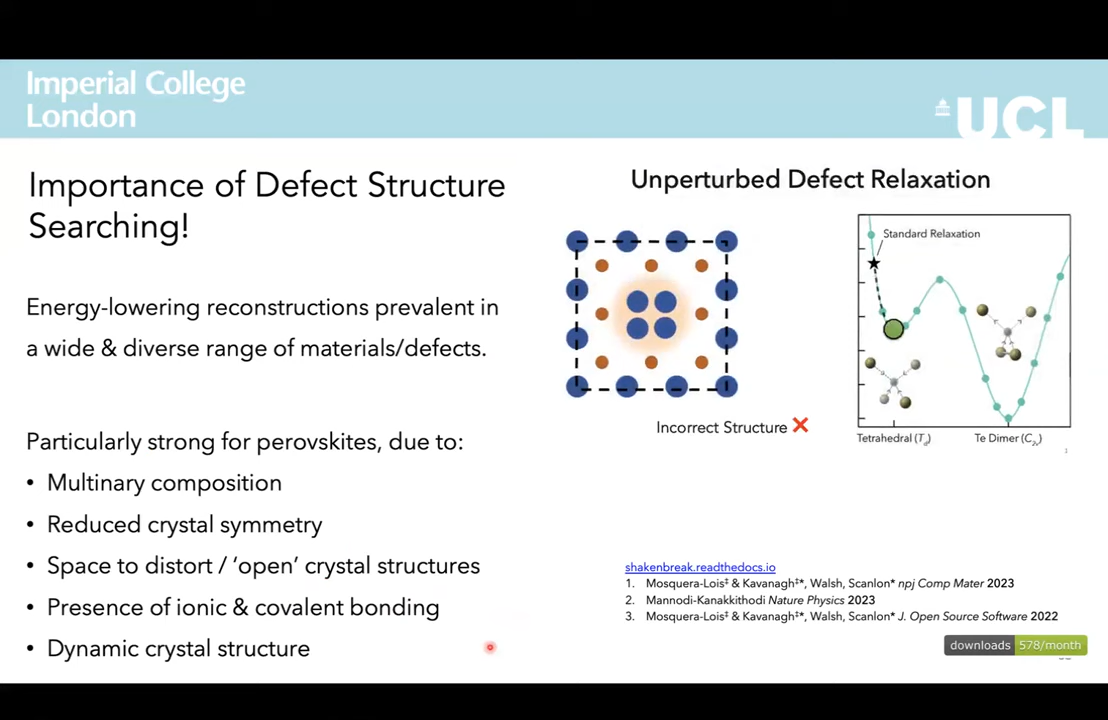 Imperial College
London
UCL
Importance of Defect Structure
Searching!
Energy-lowering reconstructions prevalent in
a wide & diverse range of materials/defects.
Particularly strong for perovskites, due to:
• Multinary composition
• Reduced crystal symmetry
• Space to distort / ‘open’ crystal structures
• Presence of ionic & covalent bonding
• Dynamic crystal structure
Unperturbed Defect Relaxation
Standard Relaxation
Incorrect Structure ❌
Tetrahedral (Td)
Te Dimer (C2v)
1
shakenbreak.readthedocs.io
1. Mosquera-Lois‡ & Kavanagh‡*, Walsh, Scanlon* npj Comp Mater 2023
2. Mannodi-Kanakkithodi Nature Physics 2023
3. Mosquera-Lois‡ & Kavanagh‡*, Walsh, Scanlon* J. Open Source Software 2022
downloads 578/month